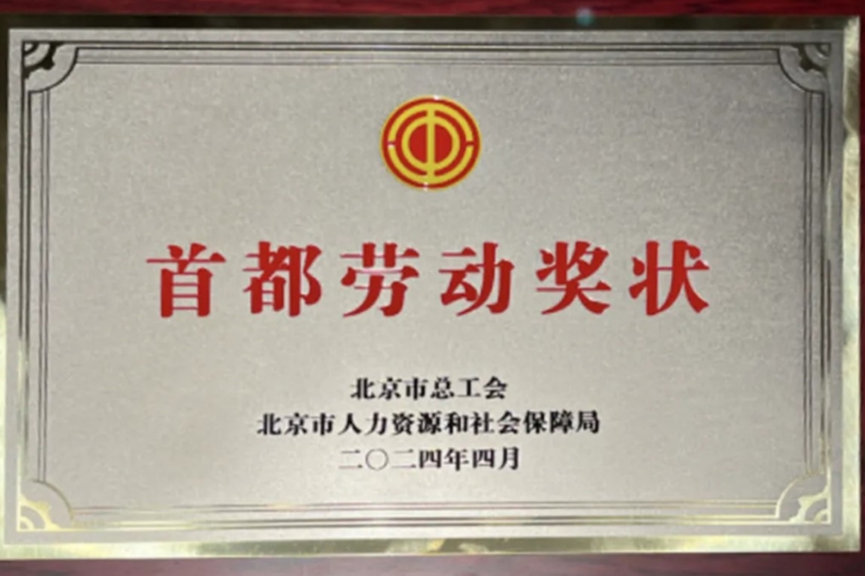 首都劳动奖状
北京市总工会
北京市人力资源和社会保障局
二〇二四年四月